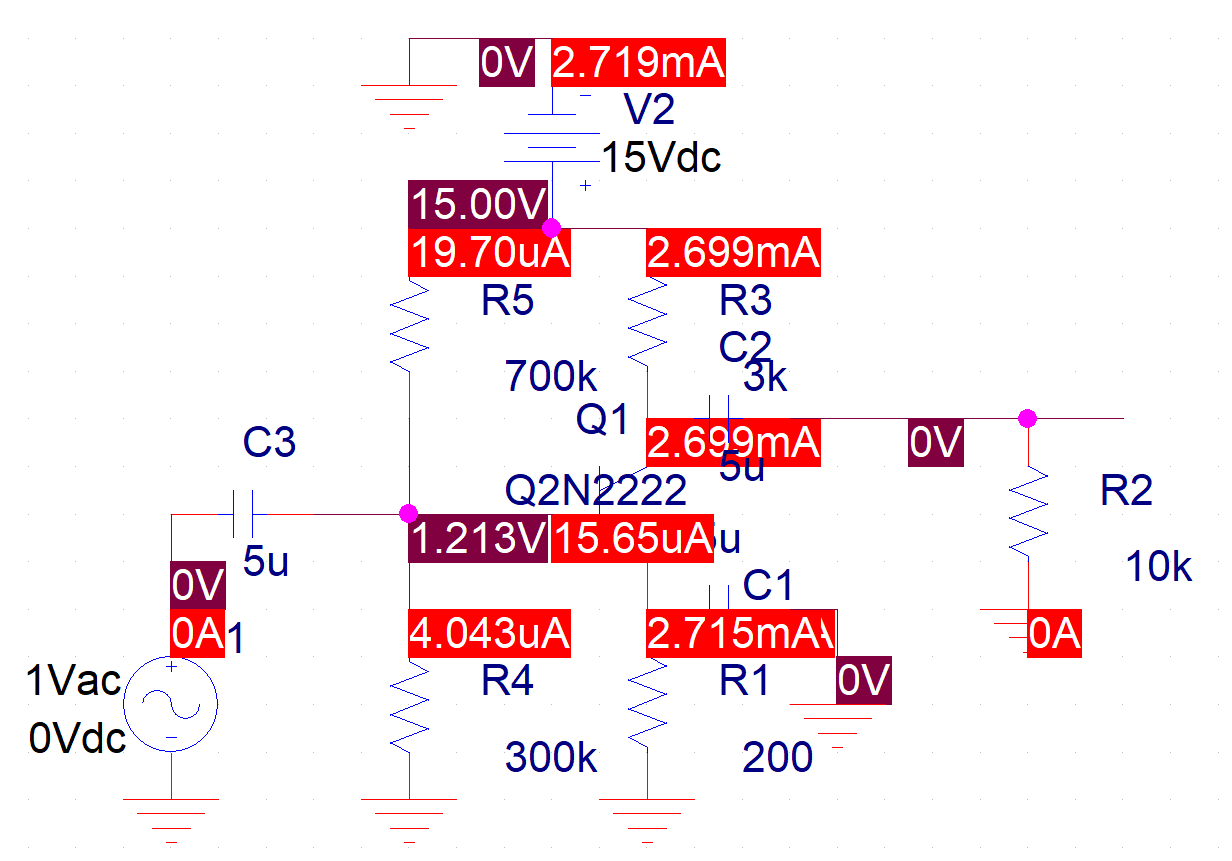 0V 2.719mA
V2
15Vdc
15.00V
19.70uA 2.699mA
R5 R3
C2
700k 3k
Q1
2.699mA 0V
C3
5u
Q2N2222 R2
1.213V 15.65uA
5u 10k
0V C1
0A 4.043uA 2.715mA 0A
1Vac R4 R1 0V
0Vdc 300k 200